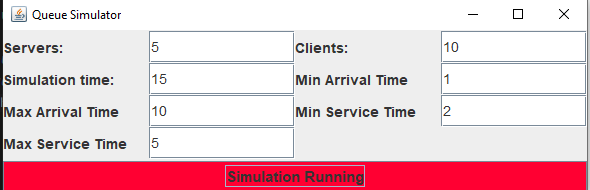 Queue Simulator
Servers: 5 Clients: 10
Simulation time: 15 Min Arrival Time 1
Max Arrival Time 10 Min Service Time 2
Max Service Time 5
Simulation Running